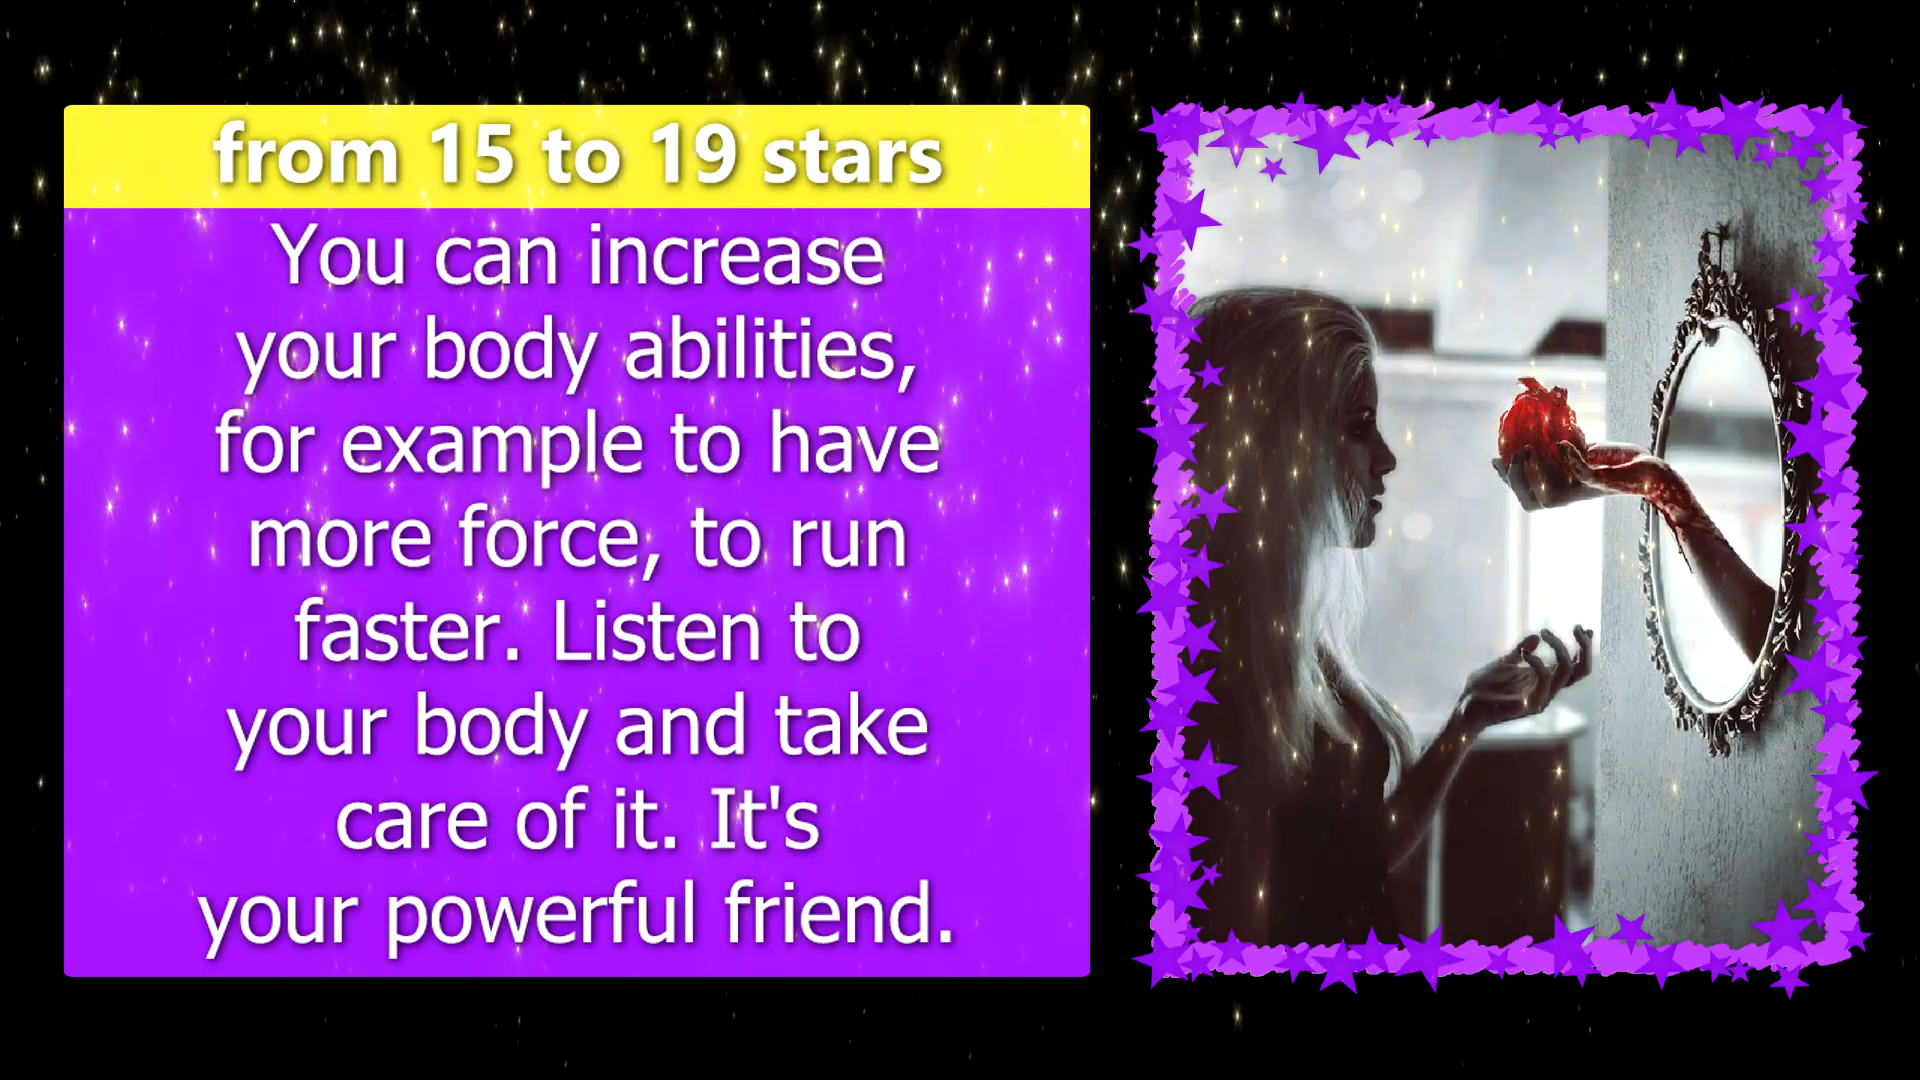 from 15 to 19 stars
You can increase
your body abilities,
for example to have
more force, to run
faster. Listen to
your body and take
care of it. It's
your powerful friend.